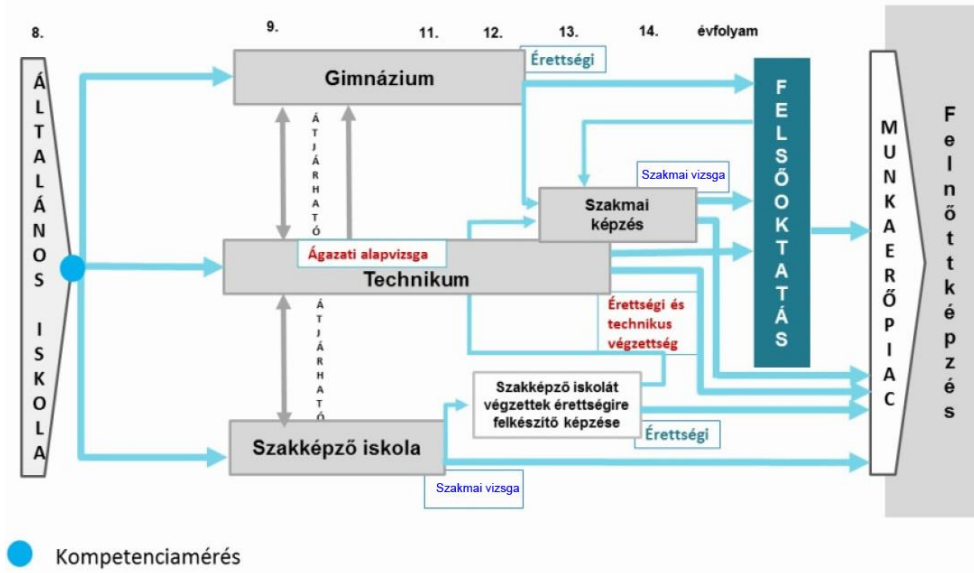 8. 9. 11. 12. 13. 14. évfolyam
ÁLTALÁNOS ISKOLA
Gimnázium
Érettségi
ÁTJÁRHATÓ
Szakmai vizsga
Szakmai
képzés
Ágazati alapvizsga
Technikum
ÁTJÁRHATÓ
Érettségi és
technikus
végzettség
Szakképző iskolát
végzettek érettségire
felkészítő képzése
Érettségi
Szakképző iskola
Szakmai vizsga
FELSŐOKTATÁS
MUNKAERŐPIAC
Felnőttképzés
Kompetenciamérés